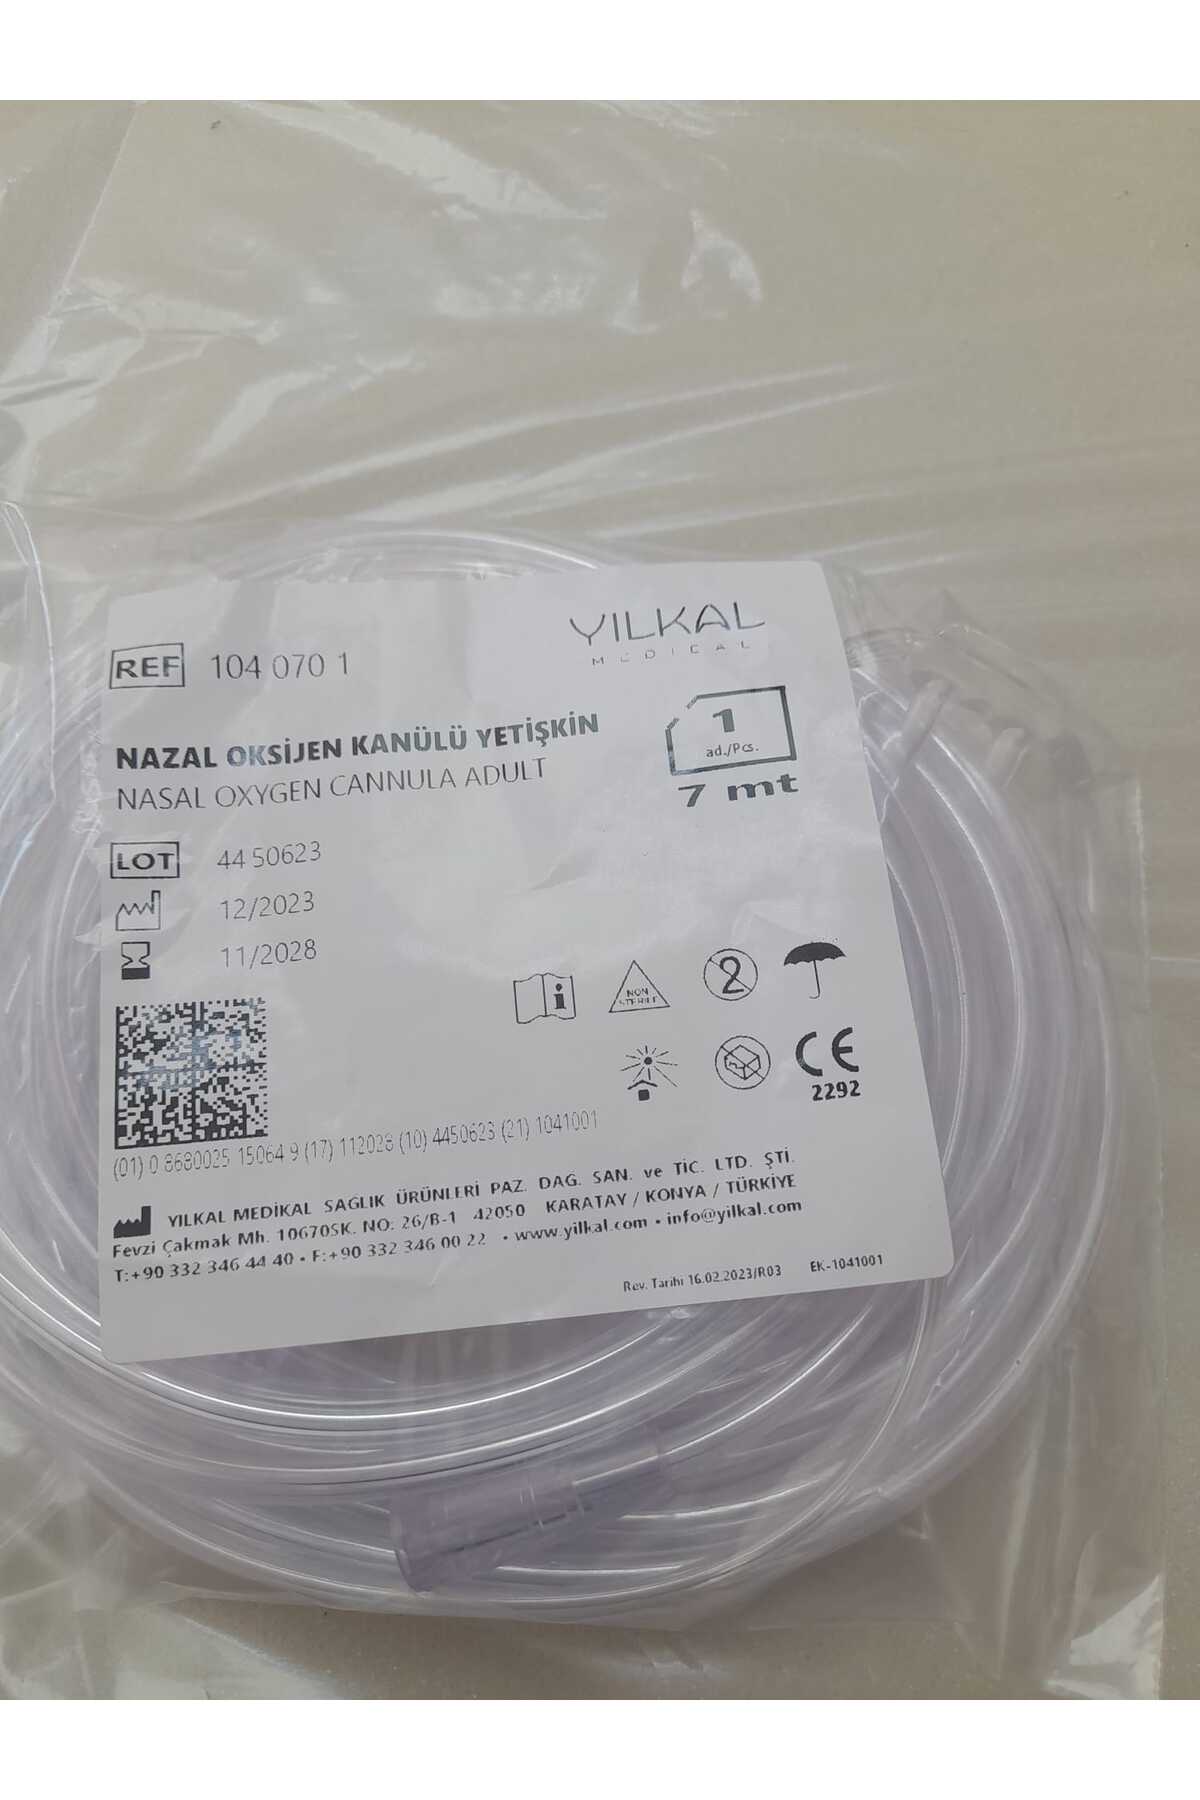 YILKAL
MEDICAL
REF 104 070 1
1
ad./Pcs.
7 mt
NAZAL OKSİJEN KANÜLÜ YETİŞKİN
NASAL OXYGEN CANNULA ADULT
LOT 44 50623
12/2023
11/2028
i
NON
STERILE
2
CE
2292
(01) 0 8680025 15064 9 (17) 112028 (10) 4450623 (21) 1041001
YILKAL MEDİKAL SAĞLIK ÜRÜNLERİ PAZ. DAĞ. SAN. ve TİC. LTD. ŞTİ.
Fevzi Çakmak Mh. 10670SK. NO: 26/B-1 42050 KARATAY / KONYA / TÜRKİYE
T:+90 332 346 44 40 • F:+90 332 346 00 22 • www.yilkal.com • info@yilkal.com
Rev. Tarihi 16.02.2023/R03 EK-1041001